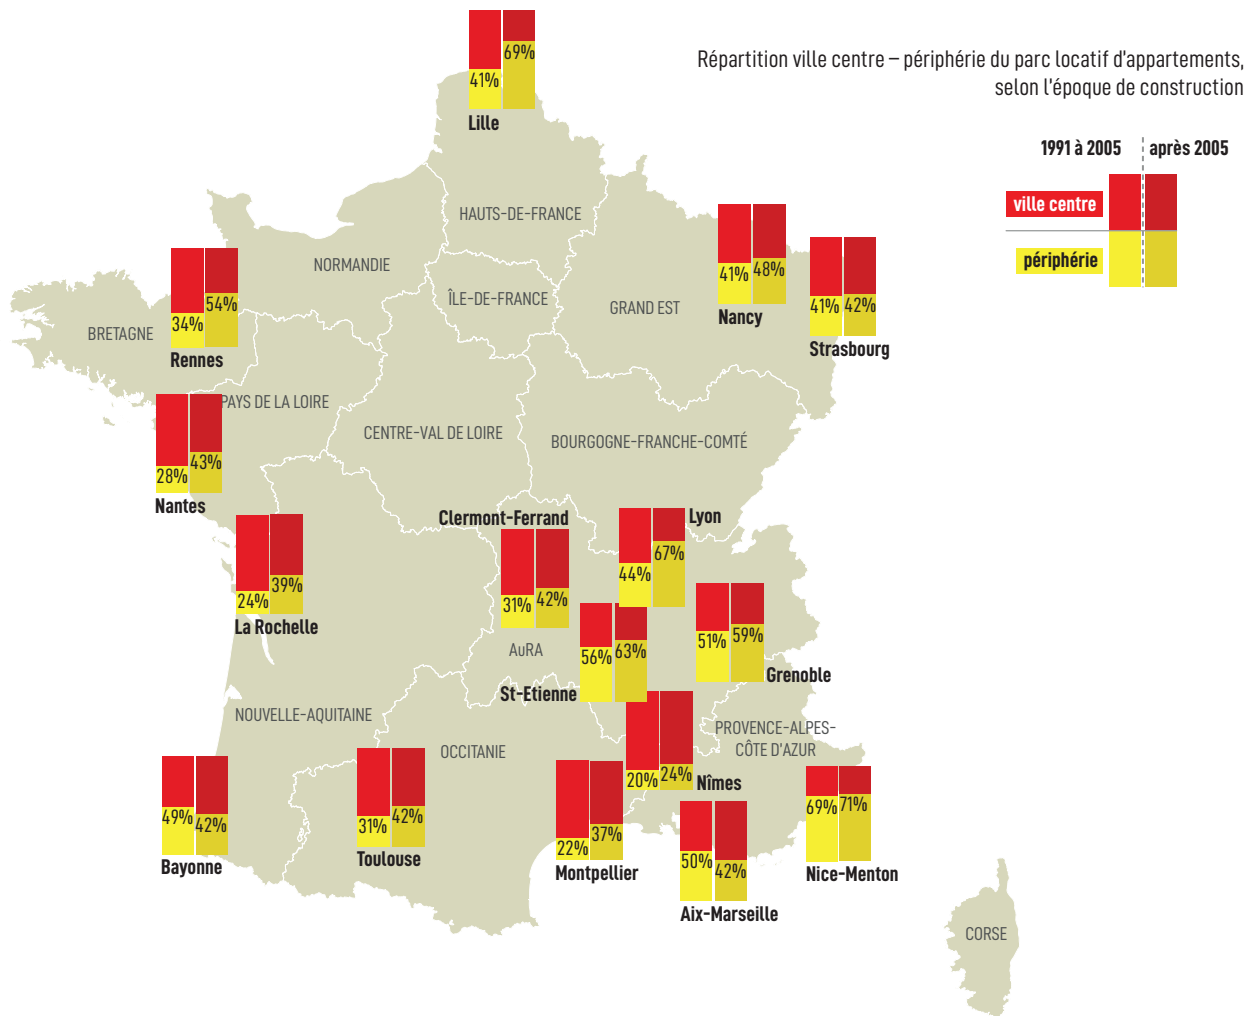 Répartition ville centre – périphérie du parc locatif d'appartements,
selon l'époque de construction
1991 à 2005
après 2005
ville centre
périphérie
69%
41%
Lille
HAUTS-DE-FRANCE
NORMANDIE
ÎLE-DE-FRANCE
GRAND EST
41%
48%
Nancy
41%
42%
Strasbourg
BRETAGNE
34%
54%
Rennes
PAYS DE LA LOIRE
CENTRE-VAL DE LOIRE
BOURGOGNE-FRANCHE-COMTÉ
28%
43%
Nantes
Clermont-Ferrand
31%
42%
Lyon
44%
67%
24%
39%
La Rochelle
AuRA
56%
63%
St-Etienne
51%
59%
Grenoble
NOUVELLE-AQUITAINE
OCCITANIE
PROVENCE-ALPES-
CÔTE D'AZUR
20%
24%
Nîmes
49%
42%
Bayonne
31%
42%
Toulouse
22%
37%
Montpellier
50%
42%
Aix-Marseille
69%
71%
Nice-Menton
CORSE